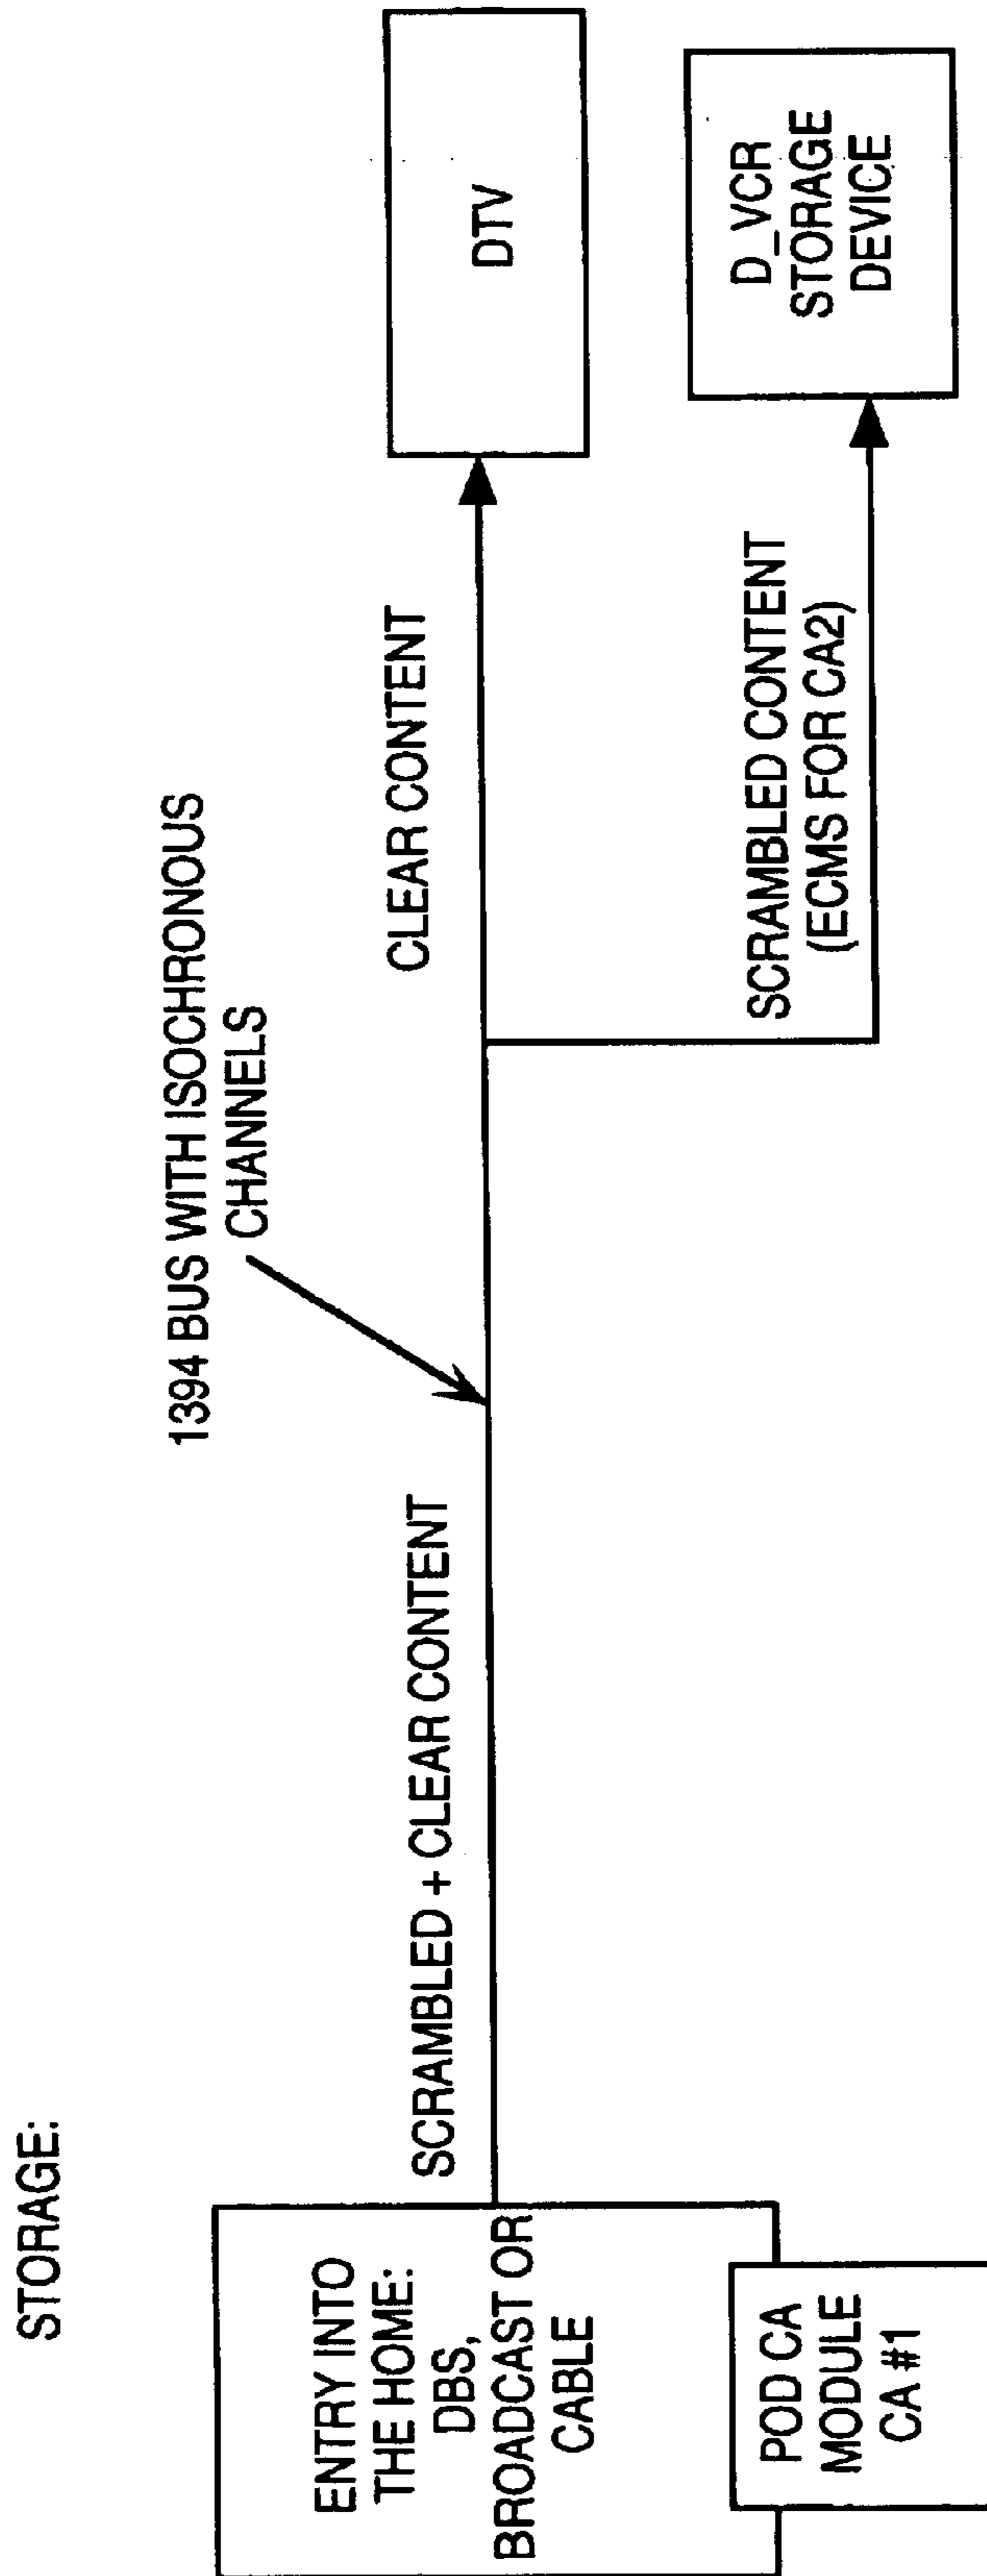 STORAGE:
ENTRY INTO
THE HOME:
DBS,
BROADCAST OR
CABLE
POD CA
MODULE
CA #1
SCRAMBLED + CLEAR CONTENT
1394 BUS WITH ISOCHRONOUS
CHANNELS
CLEAR CONTENT
SCRAMBLED CONTENT
(ECMS FOR CA2)
DTV
D_VCR
STORAGE
DEVICE